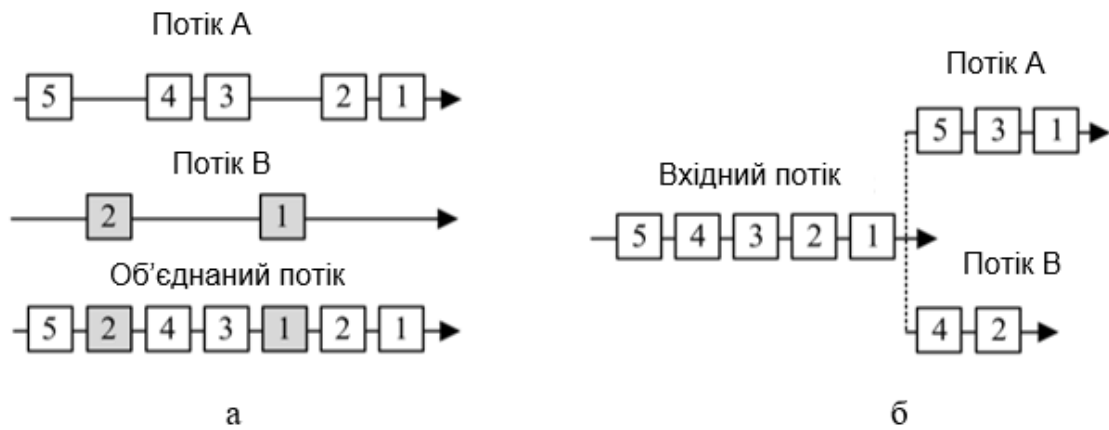 Потік А
5 4 3 2 1
Потік В
2 1
Об’єднаний потік
5 2 4 3 1 2 1
а
Потік А
5 3 1
Вхідний потік
5 4 3 2 1
Потік В
4 2
б